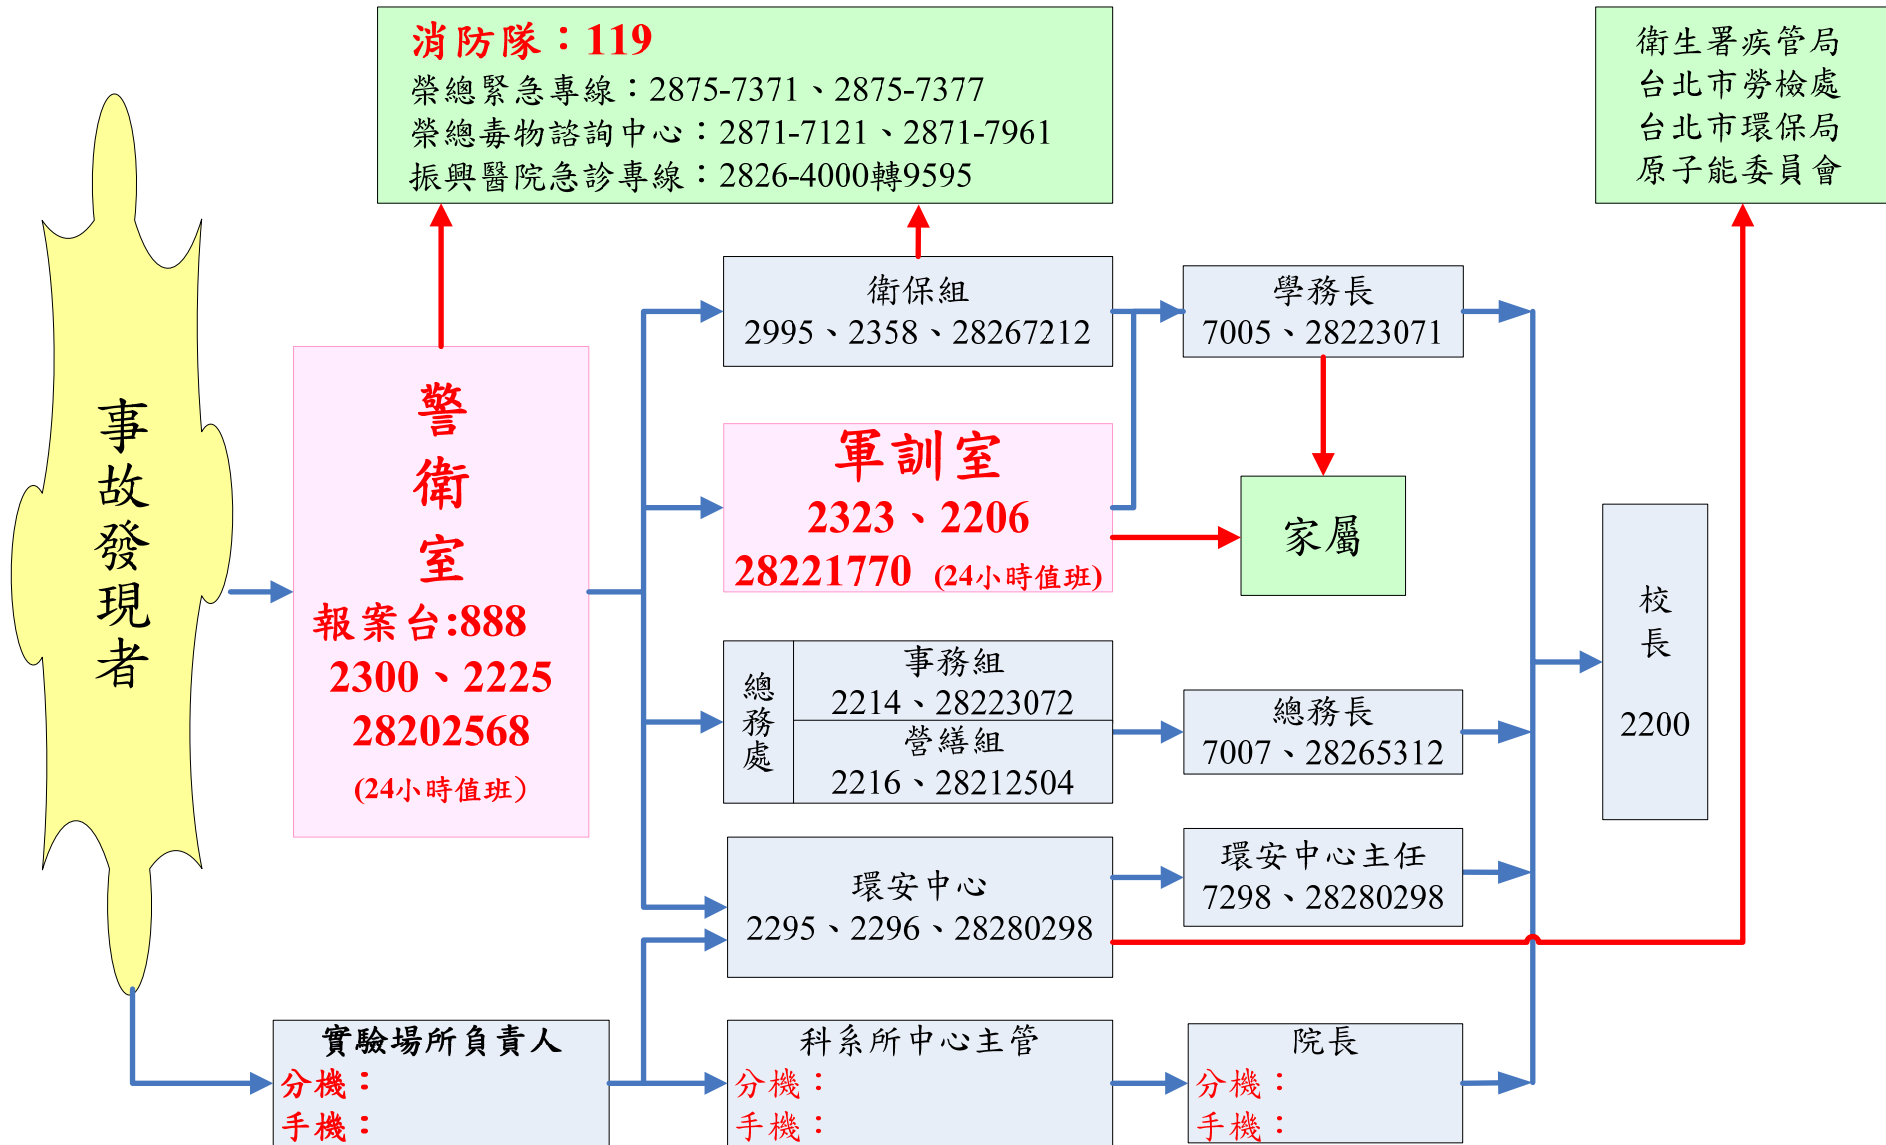 消防隊：119
榮總緊急專線：2875-7371、2875-7377
榮總毒物諮詢中心：2871-7121、2871-7961
振興醫院急診專線：2826-4000轉9595
衛生署疾管局
台北市勞檢處
台北市環保局
原子能委員會
事故發現者
警衛室
報案台:888
2300、2225
28202568
(24小時值班)
衛保組
2995、2358、28267212
學務長
7005、28223071
軍訓室
2323、2206
28221770 (24小時值班)
家屬
總務處
事務組
2214、28223072
營繕組
2216、28212504
總務長
7007、28265312
校長
2200
環安中心
2295、2296、28280298
環安中心主任
7298、28280298
實驗場所負責人
分機：
手機：
科系所中心主管
分機：
手機：
院長
分機：
手機：